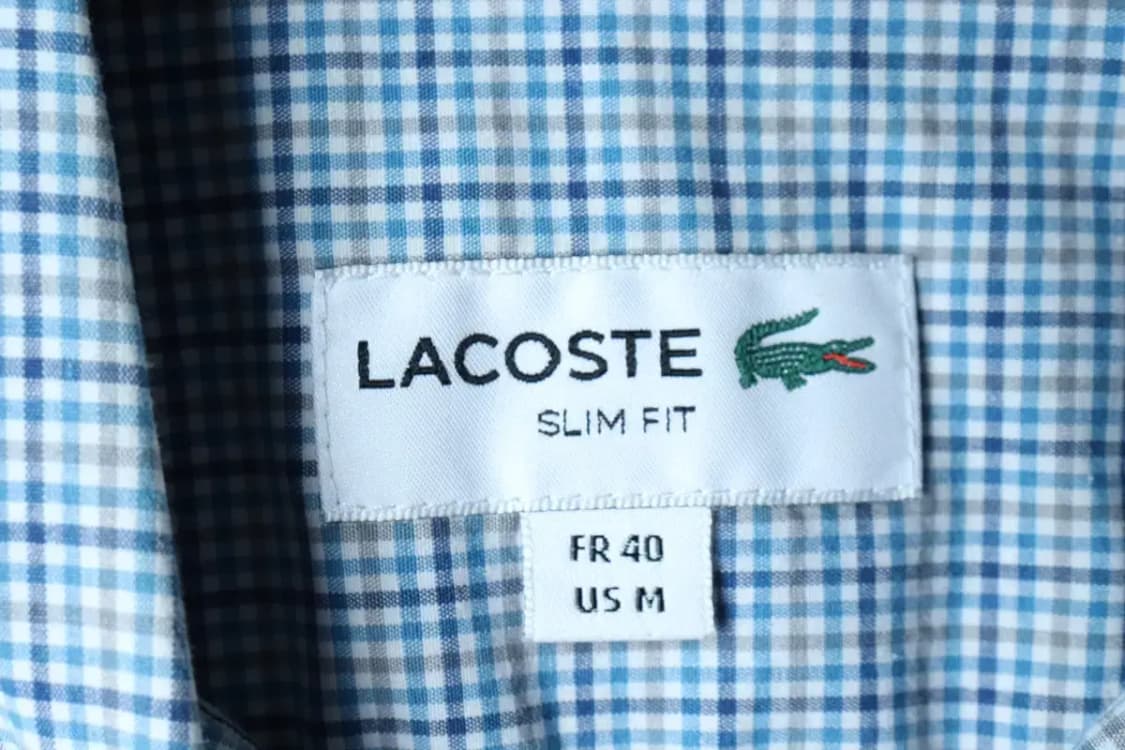 LACOSTE
SLIM FIT
FR 40
US M